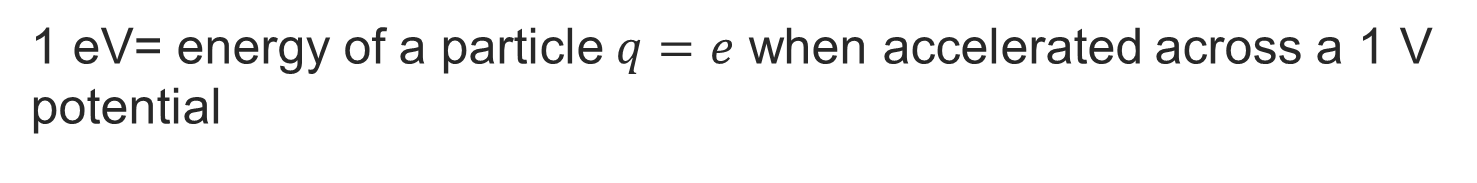 1 eV= energy of a particle q = e when accelerated across a 1 V
potential